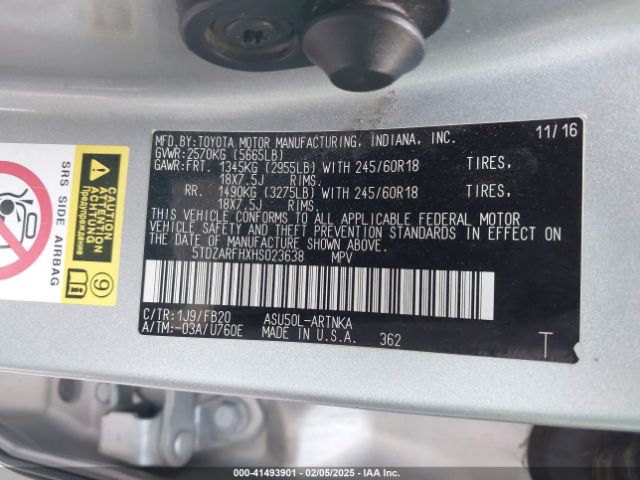 MFD.BY:TOYOTA MOTOR MANUFACTURING, INDIANA, INC. 11/16
GVWR:2570KG (5665LB)
GAWR:FRT. 1345KG (2955LB) WITH 245/60R18 TIRES,
18X7.5J RIMS.
RR. 1490KG (3275LB) WITH 245/60R18 TIRES,
18X7.5J RIMS.
THIS VEHICLE CONFORMS TO ALL APPLICABLE FEDERAL MOTOR
VEHICLE SAFETY AND THEFT PREVENTION STANDARDS IN EFFECT ON
THE DATE OF MANUFACTURE SHOWN ABOVE.
5TDZARFHXHS023638 MPV
C/TR:1J9/FB20 ASU50L-ARTNKA
A/TM:-03A/U760E MADE IN U.S.A. 362
T
SRS SIDE AIRBAG
CAUTION
ATTENTION
ACHTUNG
Предупреждение
9
000-41493901 - 02/05/2025 - IAA Inc.